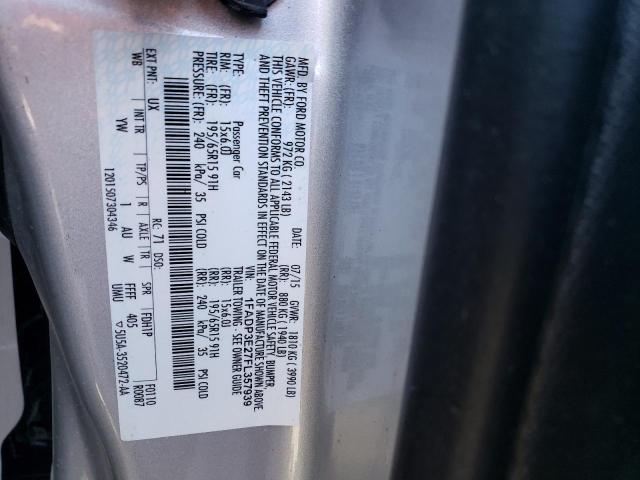 MFD. BY FORD MOTOR CO.
DATE: 07/15 GVWR: 1810 KG ( 3990 LB)
GAWR: (FR): 972 KG ( 2143 LB) (RR): 880 KG ( 1940 LB)
THIS VEHICLE CONFORMS TO ALL APPLICABLE FEDERAL MOTOR VEHICLE SAFETY, BUMPER,
AND THEFT PREVENTION STANDARDS IN EFFECT ON THE DATE OF MANUFACTURE SHOWN ABOVE.
VIN: 1FADP3E27FL357939
Passenger Car TRAILER TOWING - SEE OWNER GUIDE
RIM: (FR): 15x6.0J (RR): 15x6.0J
TIRE: (FR): 195/65R15 91H (RR): 195/65R15 91H
PRESSURE: (FR): 240 kPa/ 35 PSI COLD (RR): 240 kPa/ 35 PSI COLD
EXT PNT: UX RC: 71 DSO: FDH1P F0110
WB INT TR TP/PS R AXLE TR SPR R0087
YW 1 AU W FFFF 405 UMU
1201507304346 ▽ 5U5A-3520472-AA